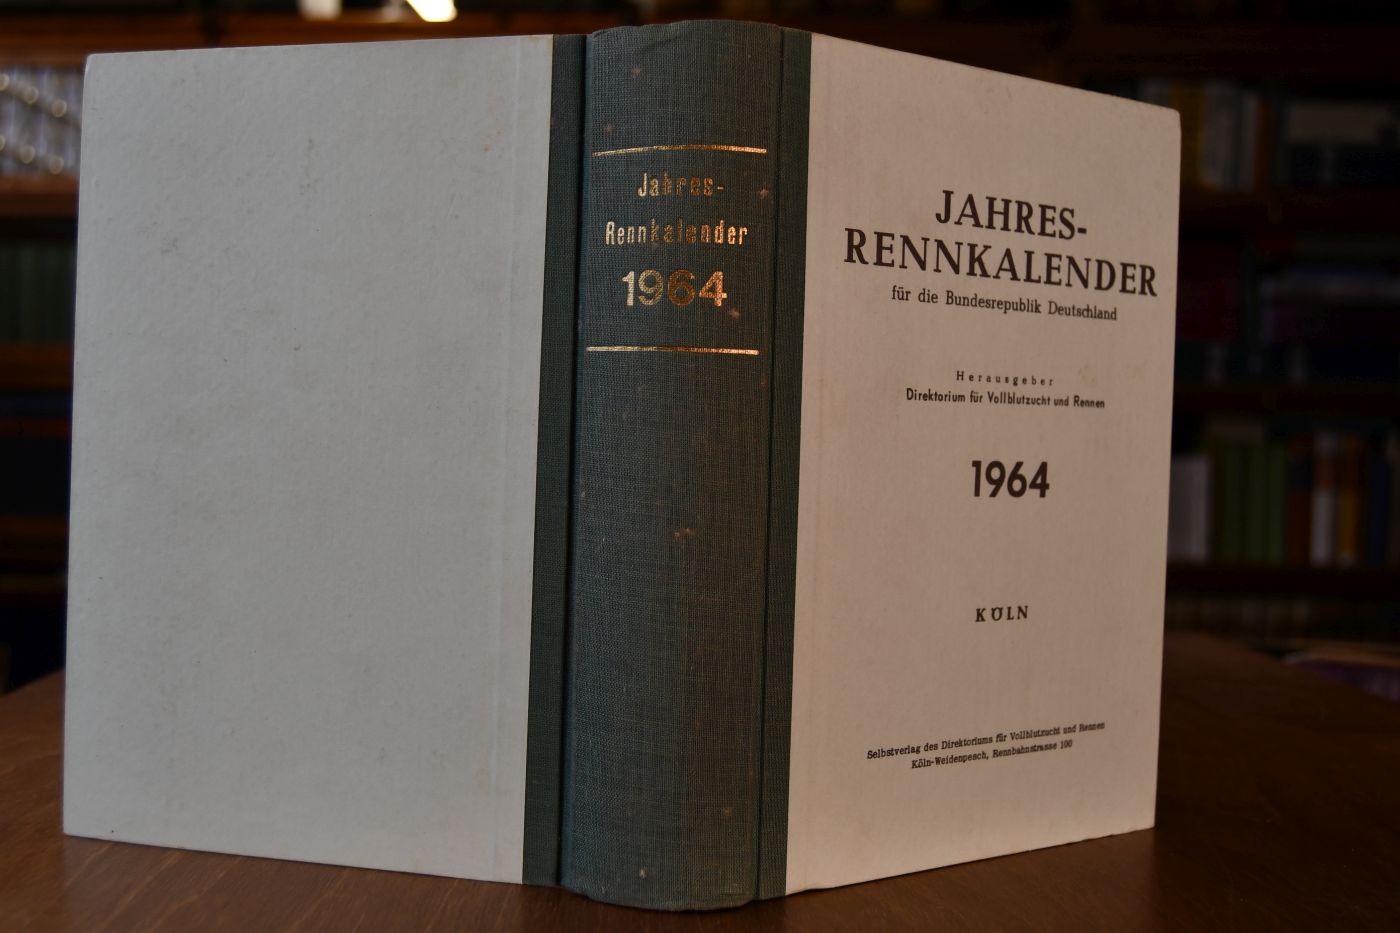 Jahres-
Rennkalender
1964
JAHRES-
RENNKALENDER
für die Bundesrepublik Deutschland
Herausgeber
Direktorium für Vollblutzucht und Rennen
1964
KÖLN
Selbstverlag des Direktoriums für Vollblutzucht und Rennen
Köln-Weidenpesch, Rennbahnstrasse 100